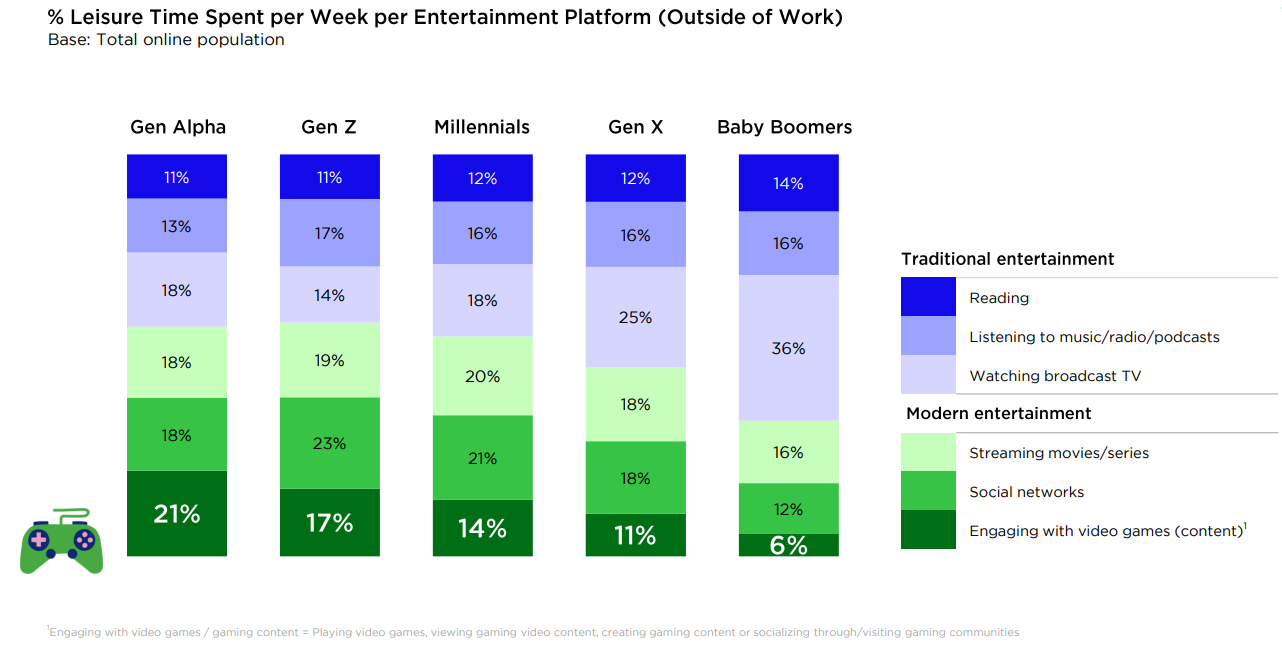 % Leisure Time Spent per Week per Entertainment Platform (Outside of Work)
Base: Total online population
Gen Alpha
Gen Z
Millennials
Gen X
Baby Boomers
11%
13%
18%
18%
18%
21%
11%
17%
14%
19%
23%
17%
12%
16%
18%
20%
21%
14%
12%
16%
25%
18%
18%
11%
14%
16%
36%
16%
12%
6%
Traditional entertainment
Reading
Listening to music/radio/podcasts
Watching broadcast TV
Modern entertainment
Streaming movies/series
Social networks
Engaging with video games (content)¹
¹Engaging with video games / gaming content = Playing video games, viewing gaming video content, creating gaming content or socializing through/visiting gaming communities